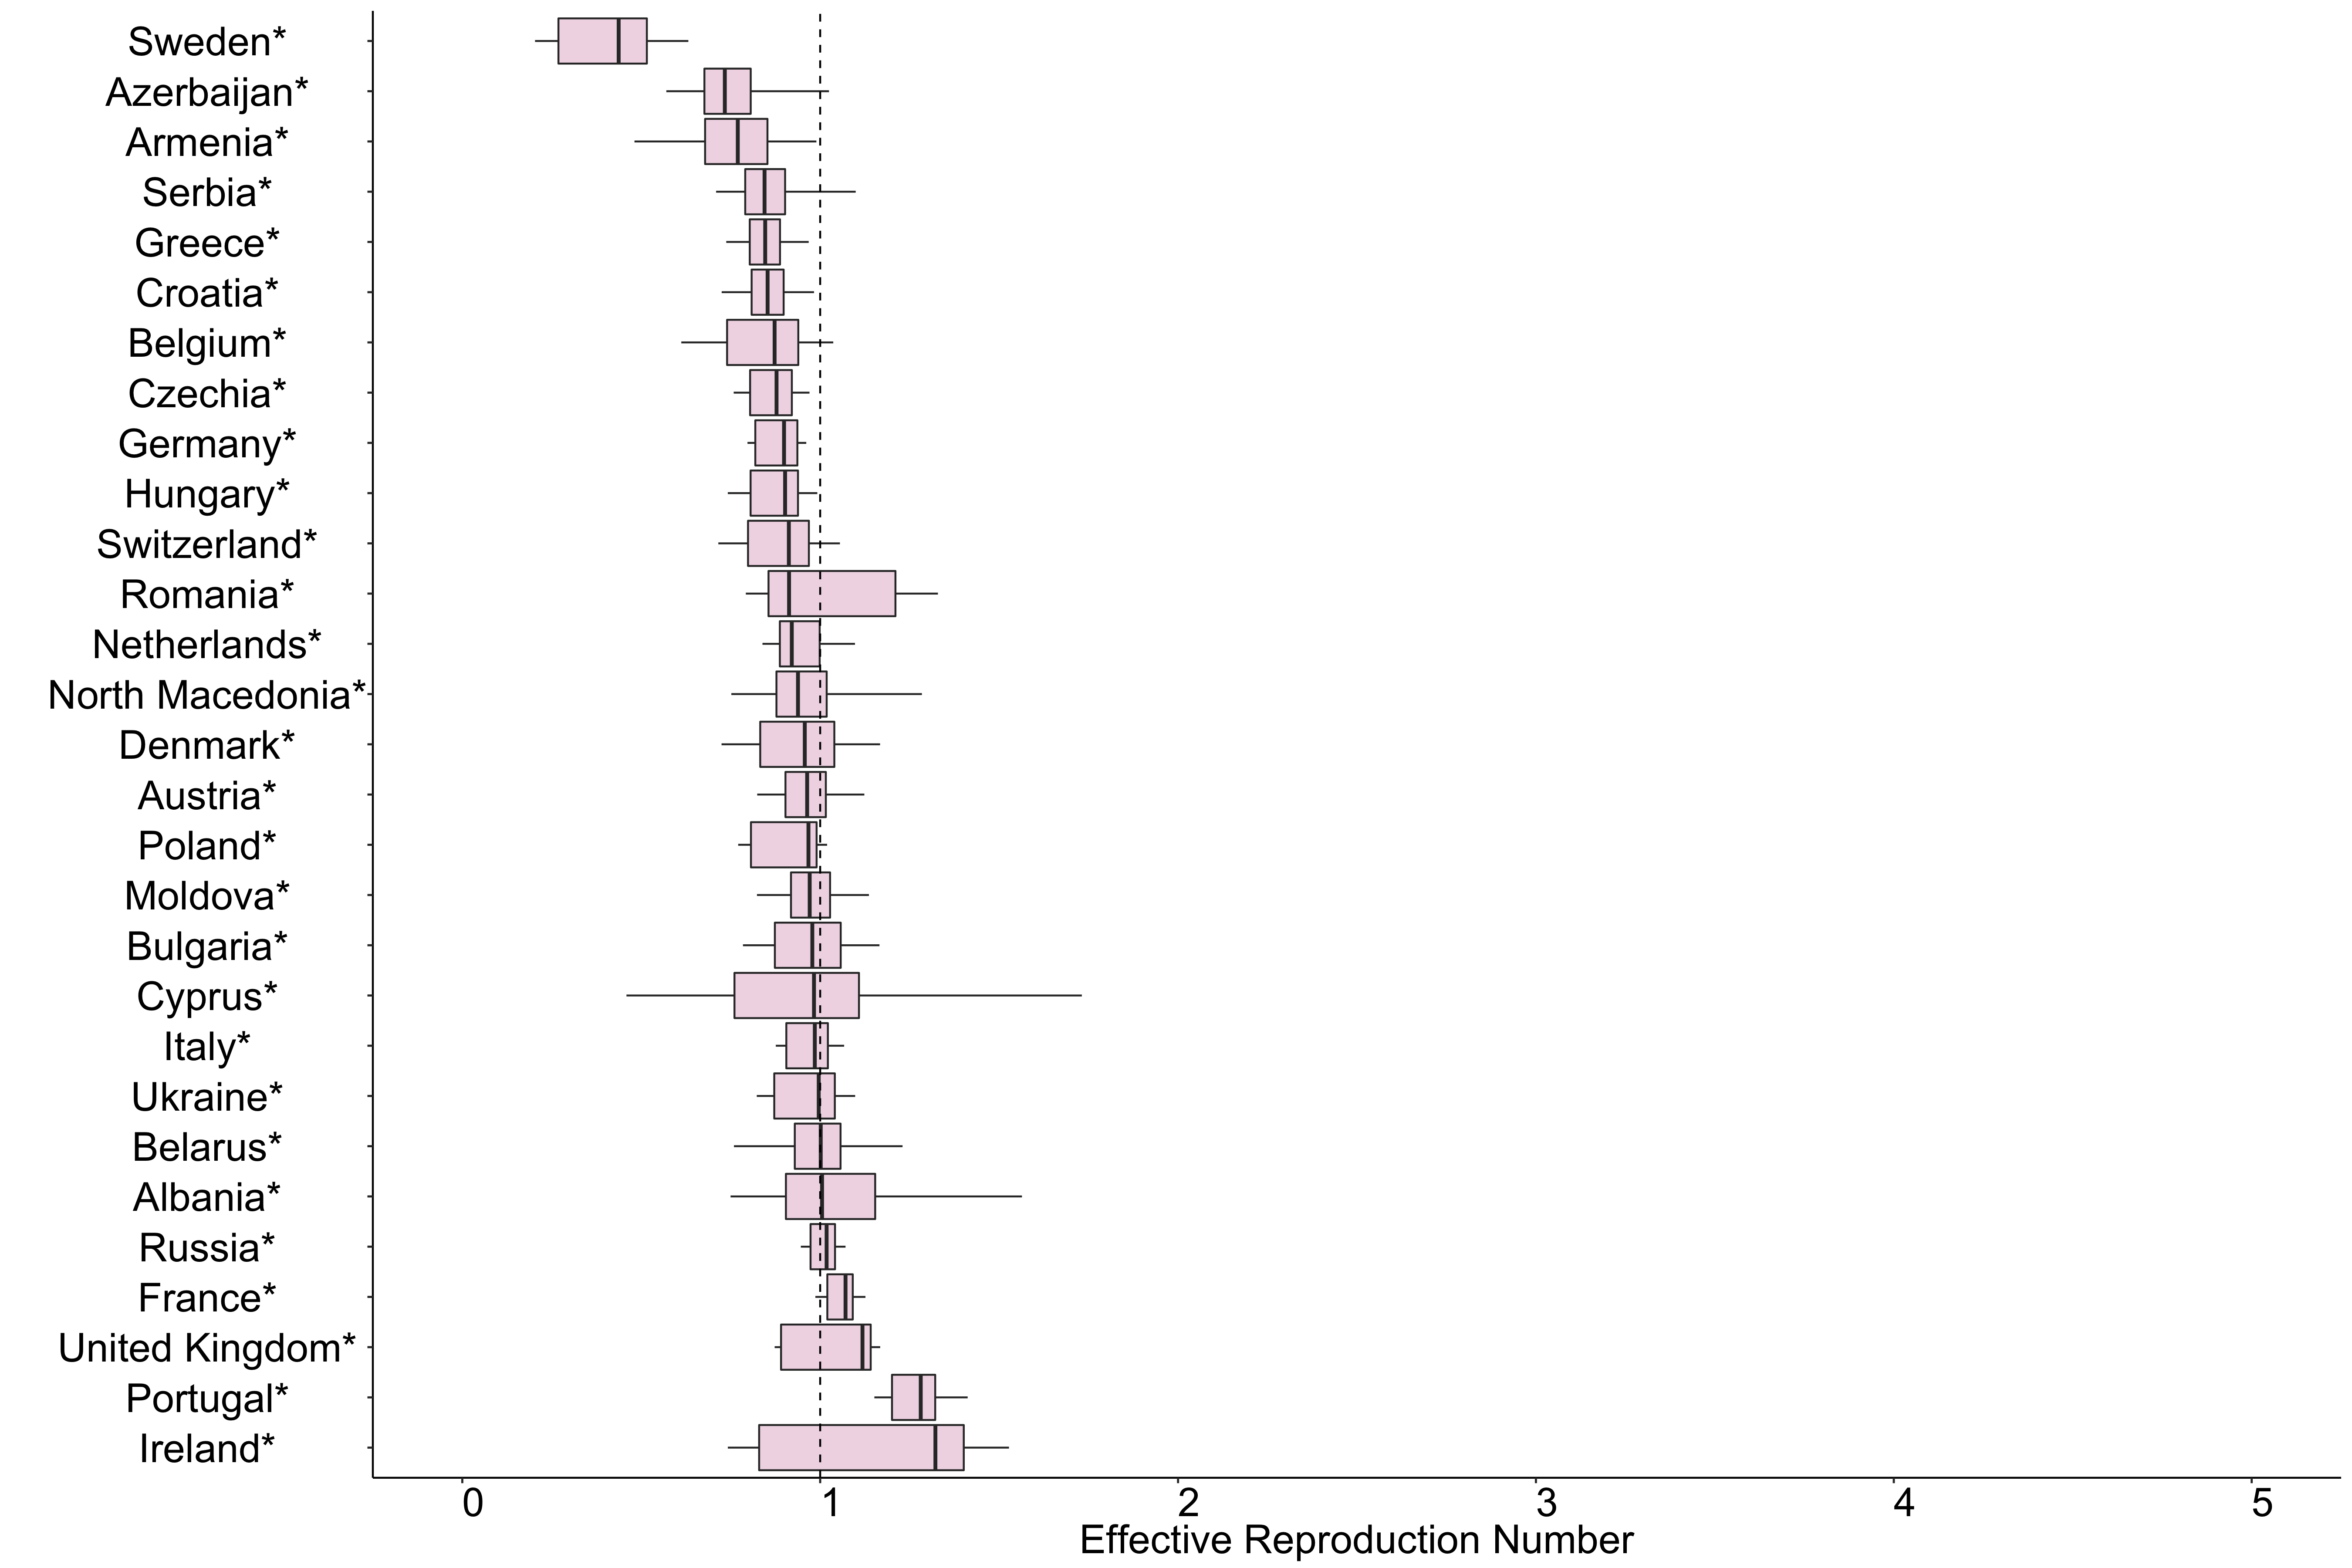 Sweden*
Azerbaijan*
Armenia*
Serbia*
Greece*
Croatia*
Belgium*
Czechia*
Germany*
Hungary*
Switzerland*
Romania*
Netherlands*
North Macedonia*
Denmark*
Austria*
Poland*
Moldova*
Bulgaria*
Cyprus*
Italy*
Ukraine*
Belarus*
Albania*
Russia*
France*
United Kingdom*
Portugal*
Ireland*
0 1 2 3 4 5
Effective Reproduction Number